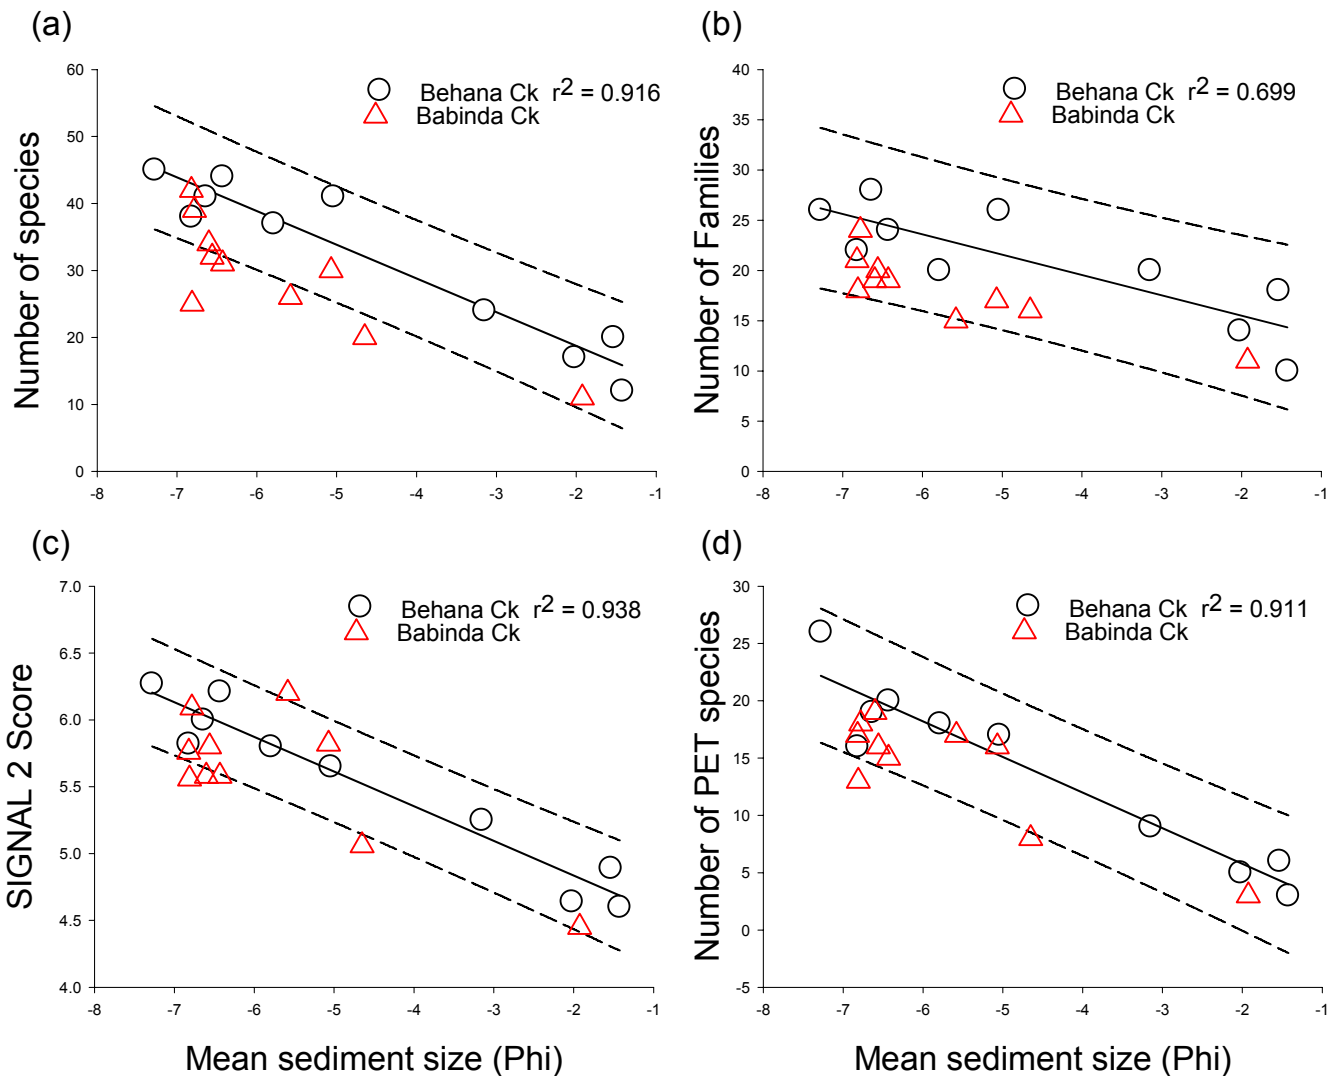 (a)
Number of species
60
50
40
30
20
10
0
Behana Ck r² = 0.916
Babinda Ck
-8 -7 -6 -5 -4 -3 -2 -1
(b)
Number of Families
40
35
30
25
20
15
10
5
0
Behana Ck r² = 0.699
Babinda Ck
-8 -7 -6 -5 -4 -3 -2 -1
(c)
SIGNAL 2 Score
7.0
6.5
6.0
5.5
5.0
4.5
4.0
Behana Ck r² = 0.938
Babinda Ck
-8 -7 -6 -5 -4 -3 -2 -1
Mean sediment size (Phi)
(d)
Number of PET species
30
25
20
15
10
5
0
-5
Behana Ck r² = 0.911
Babinda Ck
-8 -7 -6 -5 -4 -3 -2 -1
Mean sediment size (Phi)